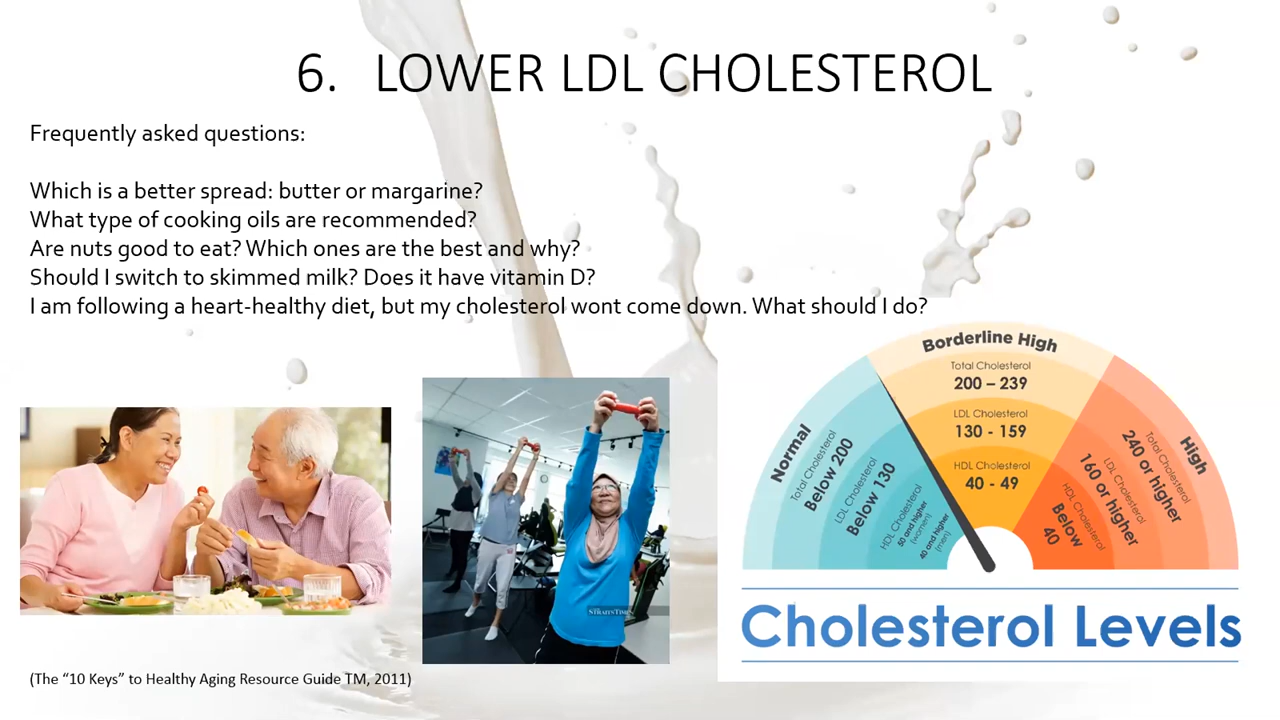 6. LOWER LDL CHOLESTEROL
Frequently asked questions:
Which is a better spread: butter or margarine?
What type of cooking oils are recommended?
Are nuts good to eat? Which ones are the best and why?
Should I switch to skimmed milk? Does it have vitamin D?
I am following a heart-healthy diet, but my cholesterol wont come down. What should I do?
Normal
Total Cholesterol
Below 200
LDL Cholesterol
Below 130
HDL Cholesterol
50 and higher
(women)
40 and higher
(men)
Borderline High
Total Cholesterol
200 – 239
LDL Cholesterol
130 - 159
HDL Cholesterol
40 - 49
High
Total Cholesterol
240 or higher
LDL Cholesterol
160 or higher
HDL Cholesterol
Below
40
Cholesterol Levels
THE STRAITS TIMES
(The “10 Keys” to Healthy Aging Resource Guide TM, 2011)